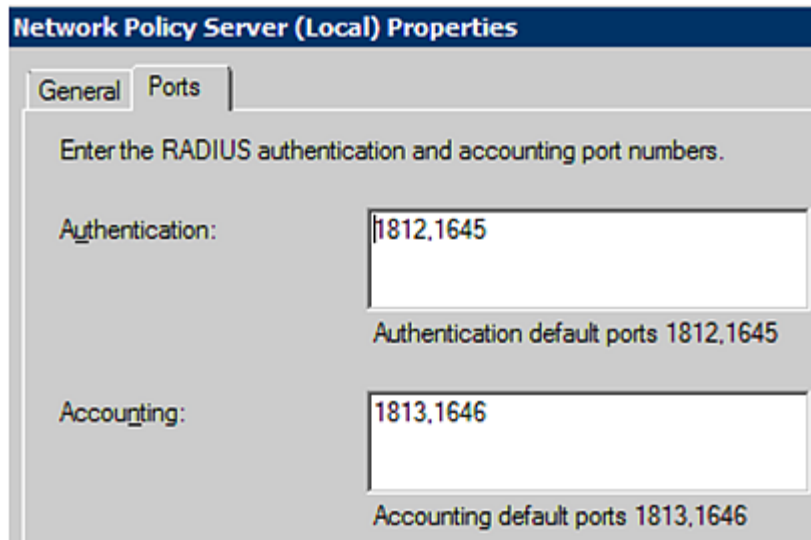 Network Policy Server (Local) Properties
General Ports
Enter the RADIUS authentication and accounting port numbers.
Authentication: 1812,1645
Authentication default ports 1812,1645
Accounting: 1813,1646
Accounting default ports 1813,1646